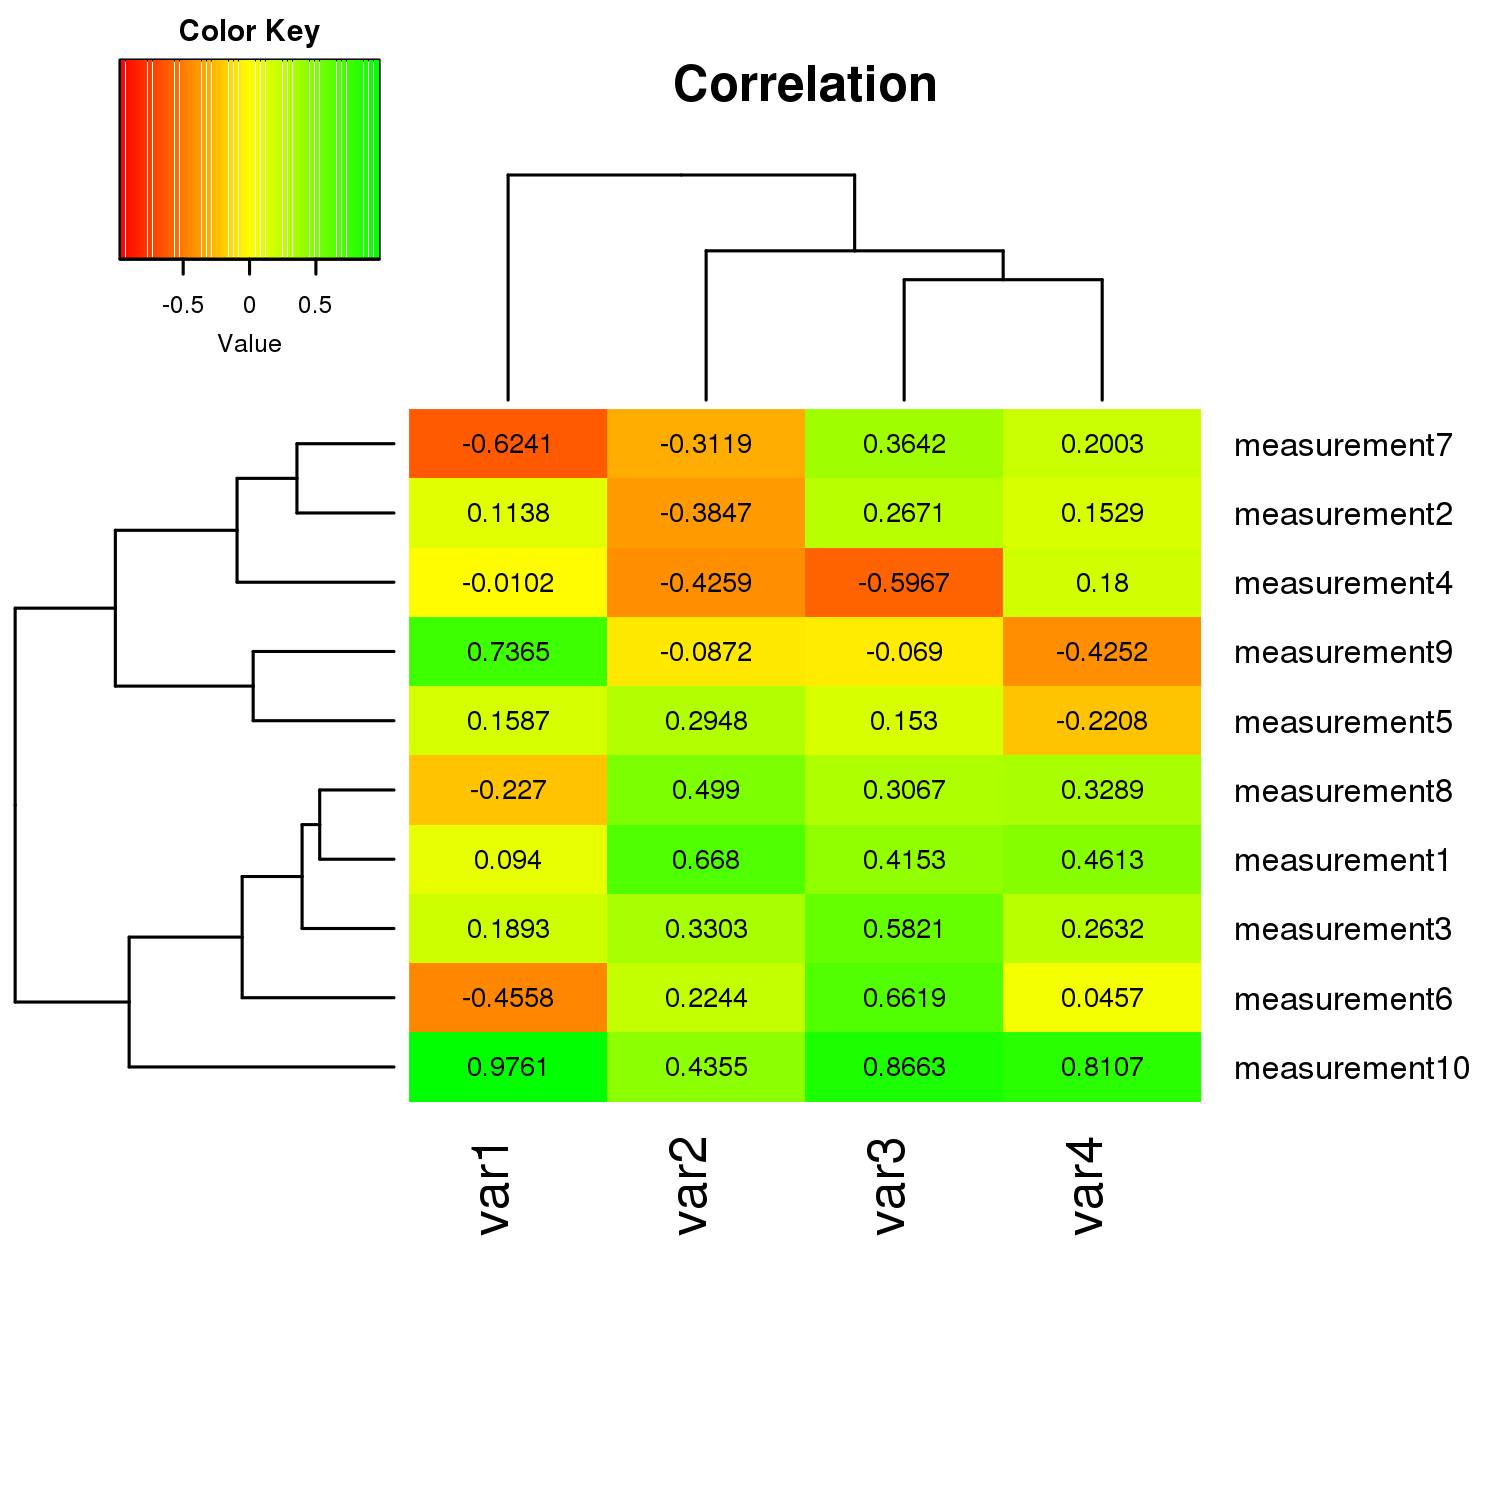 Color Key
Correlation
-0.5 0 0.5
Value
-0.6241 -0.3119 0.3642 0.2003 measurement7
0.1138 -0.3847 0.2671 0.1529 measurement2
-0.0102 -0.4259 -0.5967 0.18 measurement4
0.7365 -0.0872 -0.069 -0.4252 measurement9
0.1587 0.2948 0.153 -0.2208 measurement5
-0.227 0.499 0.3067 0.3289 measurement8
0.094 0.668 0.4153 0.4613 measurement1
0.1893 0.3303 0.5821 0.2632 measurement3
-0.4558 0.2244 0.6619 0.0457 measurement6
0.9761 0.4355 0.8663 0.8107 measurement10
var1 var2 var3 var4